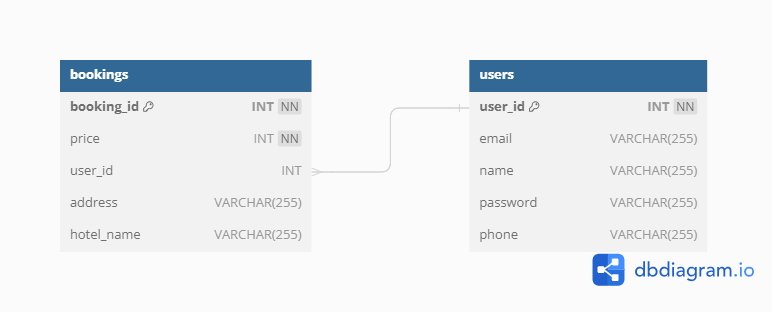 bookings
booking_id INT NN
price INT NN
user_id INT
address VARCHAR(255)
hotel_name VARCHAR(255)
users
user_id INT NN
email VARCHAR(255)
name VARCHAR(255)
password VARCHAR(255)
phone VARCHAR(255)
dbdiagram.io